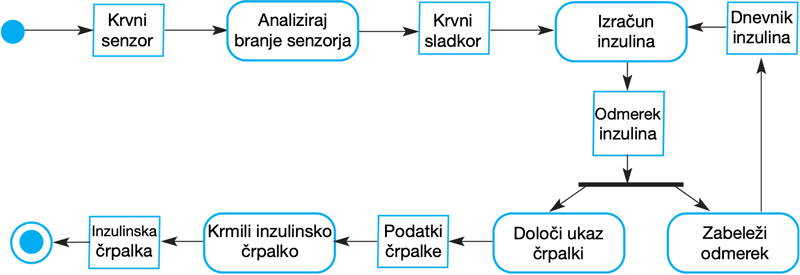 Krvni
senzor
Analiziraj
branje senzorja
Krvni
sladkor
Izračun
inzulina
Dnevnik
inzulina
Odmerek
inzulina
Inzulinska
črpalka
Krmili inzulinsko
črpalko
Podatki
črpalke
Določi ukaz
črpalki
Zabeleži
odmerek